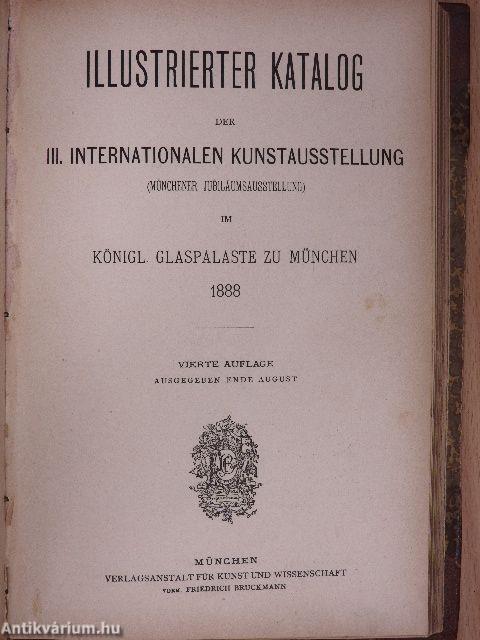 ILLUSTRIERTER KATALOG
DER
III. INTERNATIONALEN KUNSTAUSSTELLUNG
(MÜNCHENER JUBILÄUMSAUSSTELLUNG)
IM
KÖNIGL. GLASPALASTE ZU MÜNCHEN
1888
VIERTE AUFLAGE
AUSGEGEBEN ENDE AUGUST
MÜNCHEN
VERLAGSANSTALT FÜR KUNST UND WISSENSCHAFT
VORM. FRIEDRICH BRUCKMANN
Antikvárium.hu